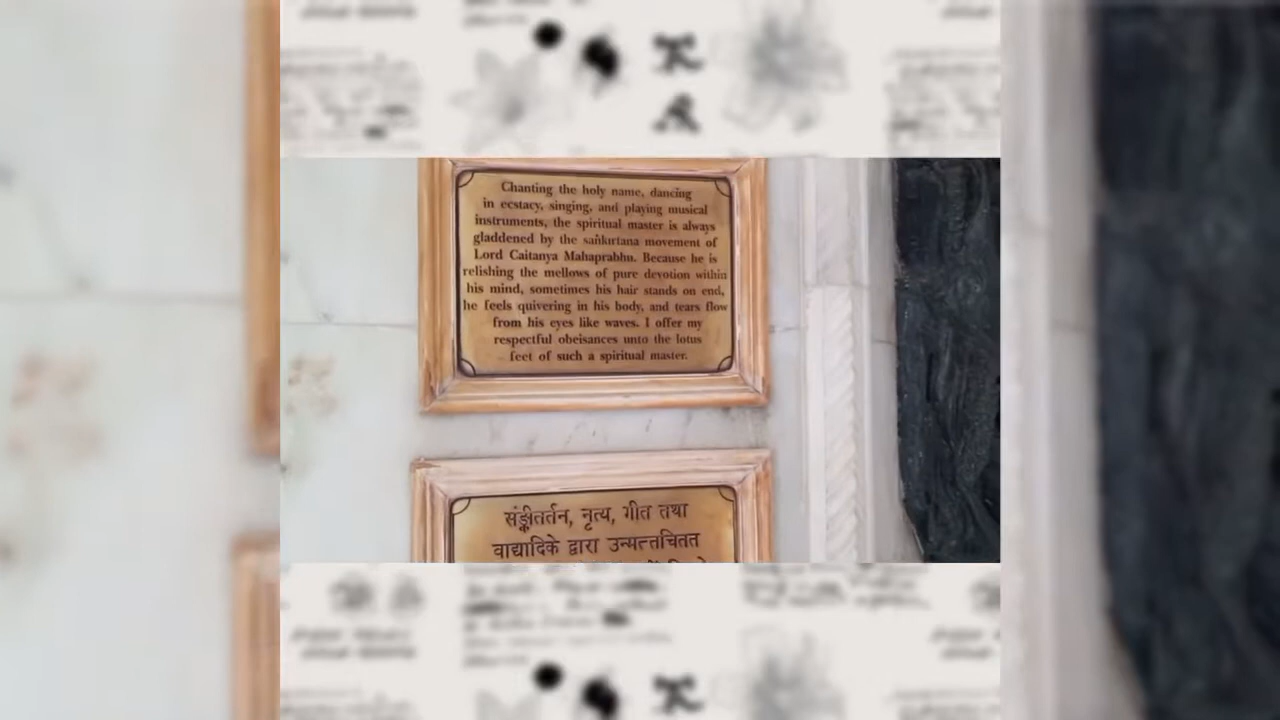 Chanting the holy name, dancing
in ecstacy, singing, and playing musical
instruments, the spiritual master is always
gladdened by the sańkırtana movement of
Lord Caitanya Mahaprabhu. Because he is
relishing the mellows of pure devotion within
his mind, sometimes his hair stands on end,
he feels quivering in his body, and tears flow
from his eyes like waves. I offer my
respectful obeisances unto the lotus
feet of such a spiritual master.
संङ्कीतर्तन, नृत्य, गीत तथा
वाद्यादिके द्वारा उन्मत्तचितत